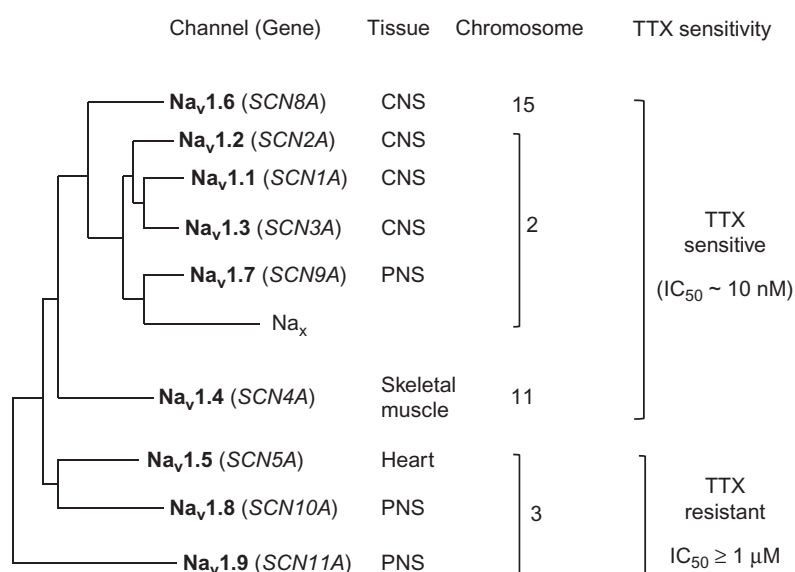 Channel (Gene) Tissue Chromosome TTX sensitivity
Naᵥ1.6 (SCN8A) CNS 15
Naᵥ1.2 (SCN2A) CNS
Naᵥ1.1 (SCN1A) CNS
Naᵥ1.3 (SCN3A) CNS
2
TTX
sensitive
(IC₅₀ ~ 10 nM)
Naᵥ1.7 (SCN9A) PNS
Naₓ
Naᵥ1.4 (SCN4A) Skeletal
muscle 11
Naᵥ1.5 (SCN5A) Heart
Naᵥ1.8 (SCN10A) PNS
3
TTX
resistant
IC₅₀ ≥ 1 μM
Naᵥ1.9 (SCN11A) PNS